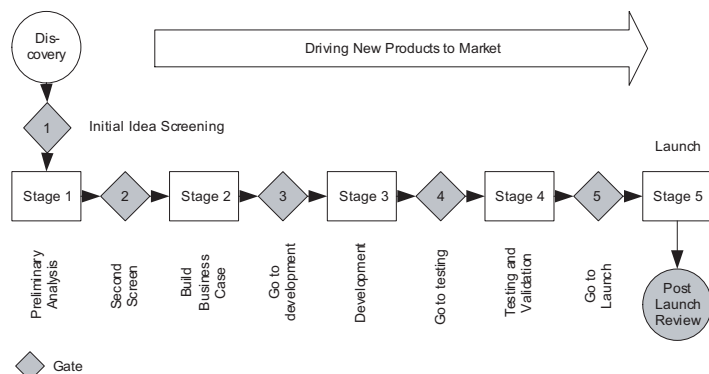 Dis-
covery
Driving New Products to Market
1
Initial Idea Screening
Launch
Stage 1
2
Stage 2
3
Stage 3
4
Stage 4
5
Stage 5
Preliminary
Analysis
Second
Screen
Build
Business
Case
Go to
development
Development
Go to testing
Testing and
Validation
Go to
Launch
Post
Launch
Review
Gate